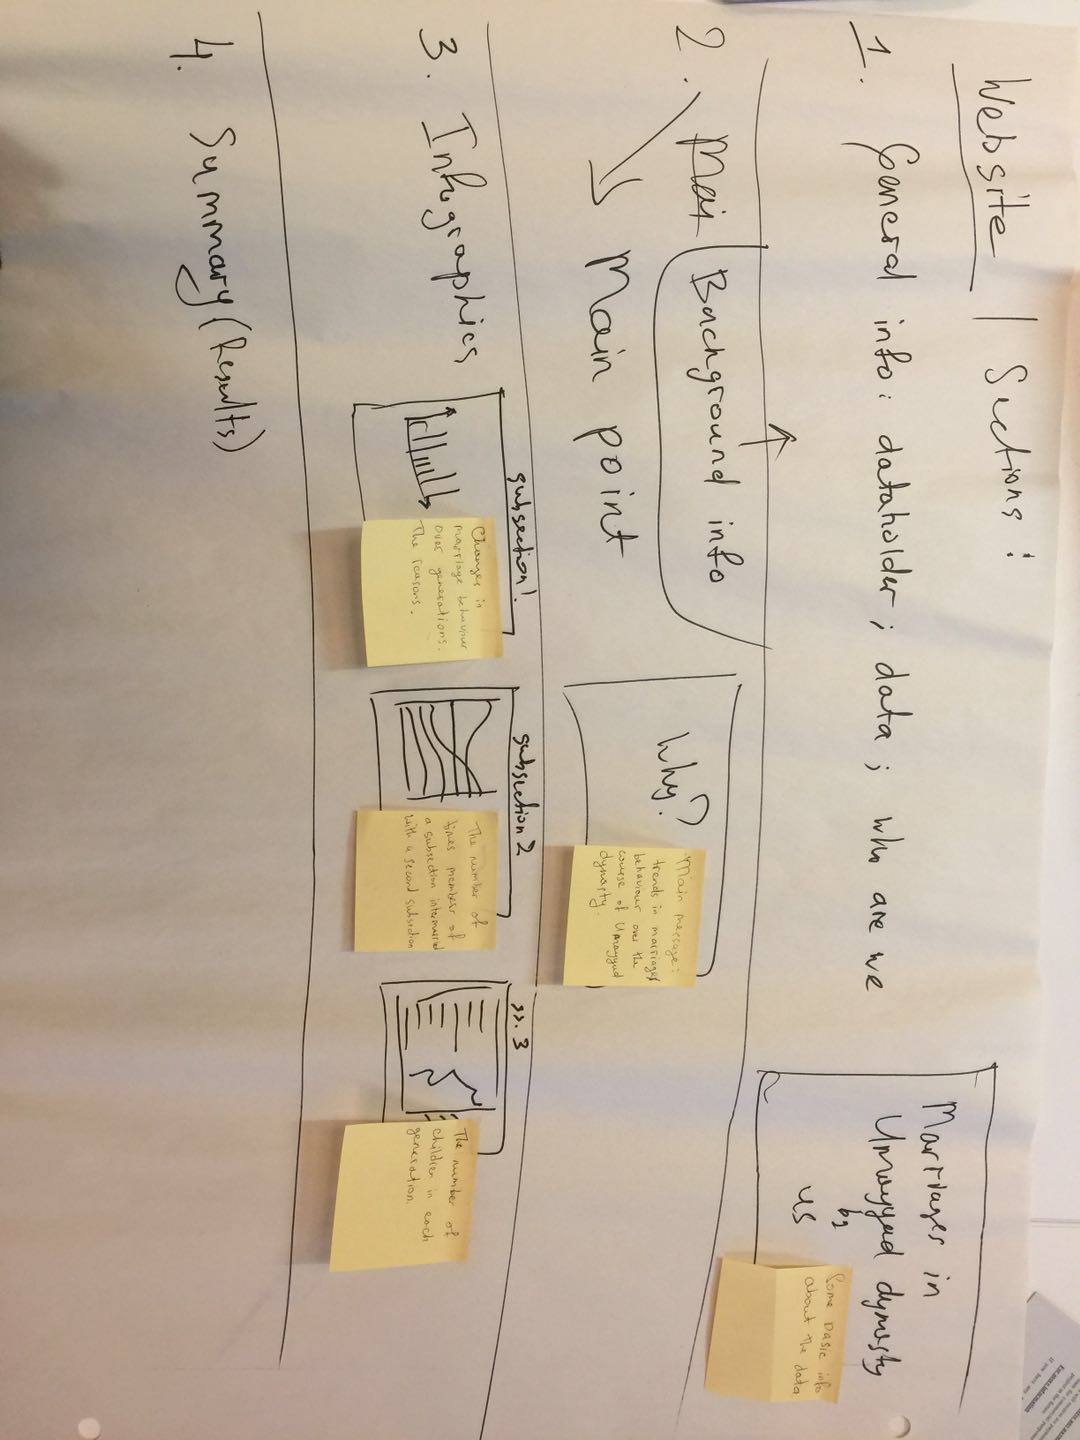 Website | Sections:
1. General info: dataholder; data; who are we
Marriages in
Umayyad dynasty
by
us
Some basic info
about the data
2. Mai
Background info
Main point
Why?
Main message:
trends in marriages
behaviour over the
course of Umayyad
dynasty.
3. Infographics
subsection 1.
Changes in
marriage behaviour
over generations.
The reasons.
subsection 2
The number of
times member of
a subsection intermarried
with a second subsection
ss. 3
The number of
children in each
generation.
4. Summary (Results)